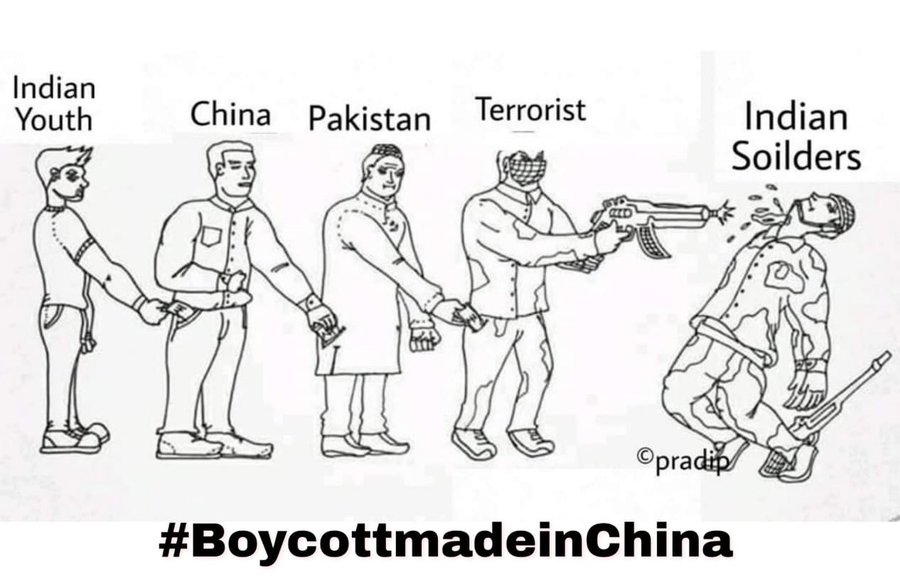 Indian
Youth
China
Pakistan
Terrorist
Indian
Soilders
©pradip
#BoycottmadeinChina